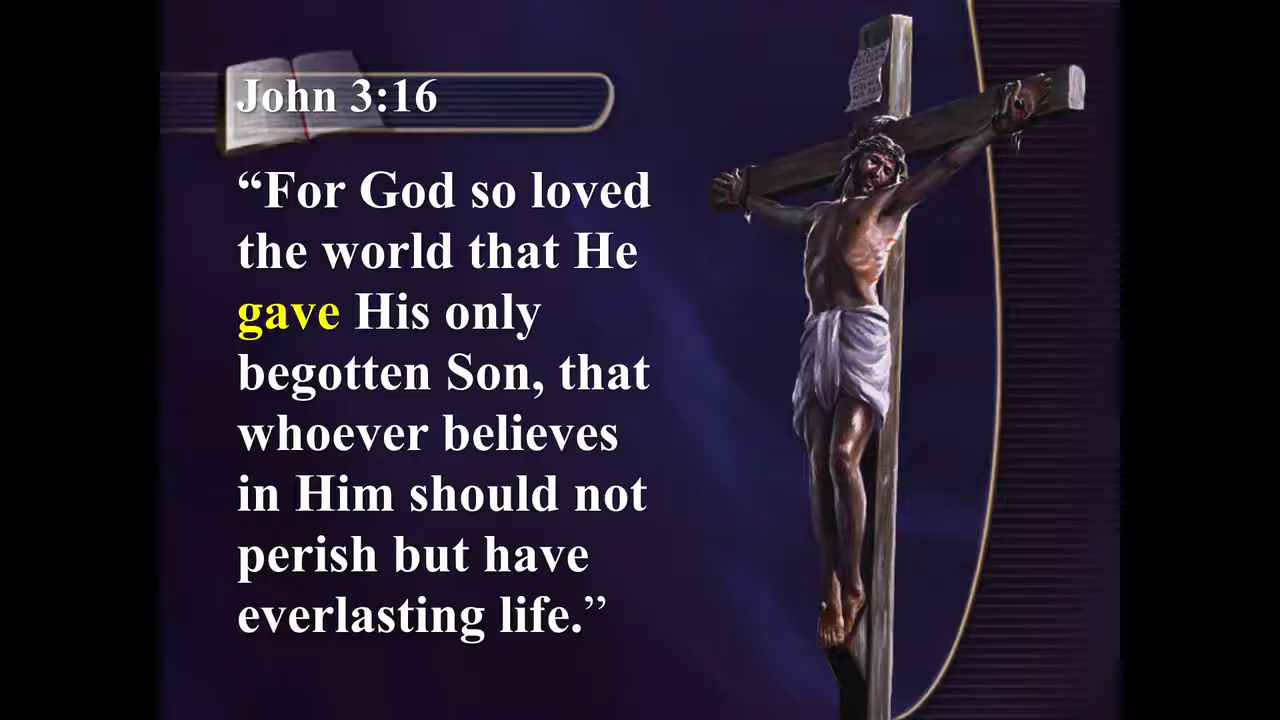 John 3:16
“For God so loved
the world that He
gave His only
begotten Son, that
whoever believes
in Him should not
perish but have
everlasting life.”